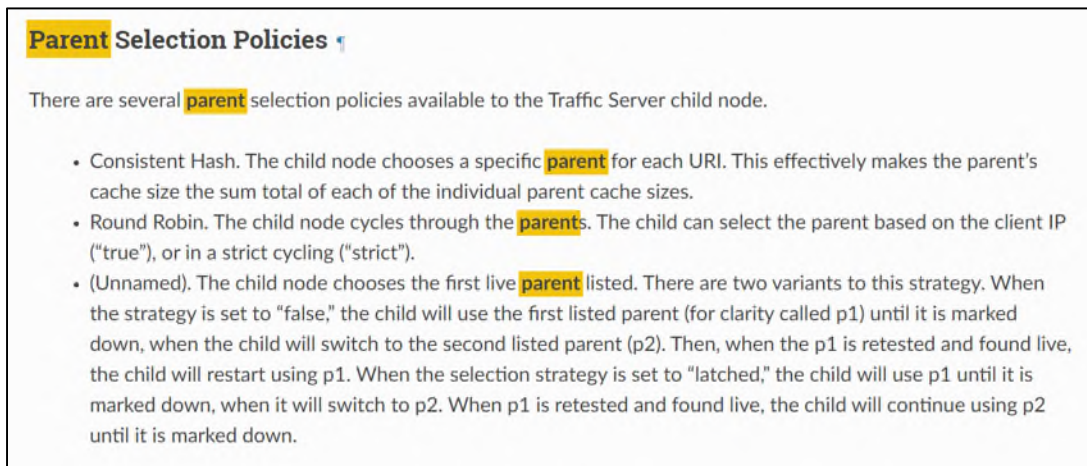 Parent Selection Policies ¶
There are several parent selection policies available to the Traffic Server child node.
• Consistent Hash. The child node chooses a specific parent for each URI. This effectively makes the parent’s
cache size the sum total of each of the individual parent cache sizes.
• Round Robin. The child node cycles through the parents. The child can select the parent based on the client IP
(“true”), or in a strict cycling (“strict”).
• (Unnamed). The child node chooses the first live parent listed. There are two variants to this strategy. When
the strategy is set to “false,” the child will use the first listed parent (for clarity called p1) until it is marked
down, when the child will switch to the second listed parent (p2). Then, when the p1 is retested and found live,
the child will restart using p1. When the selection strategy is set to “latched,” the child will use p1 until it is
marked down, when it will switch to p2. When p1 is retested and found live, the child will continue using p2
until it is marked down.